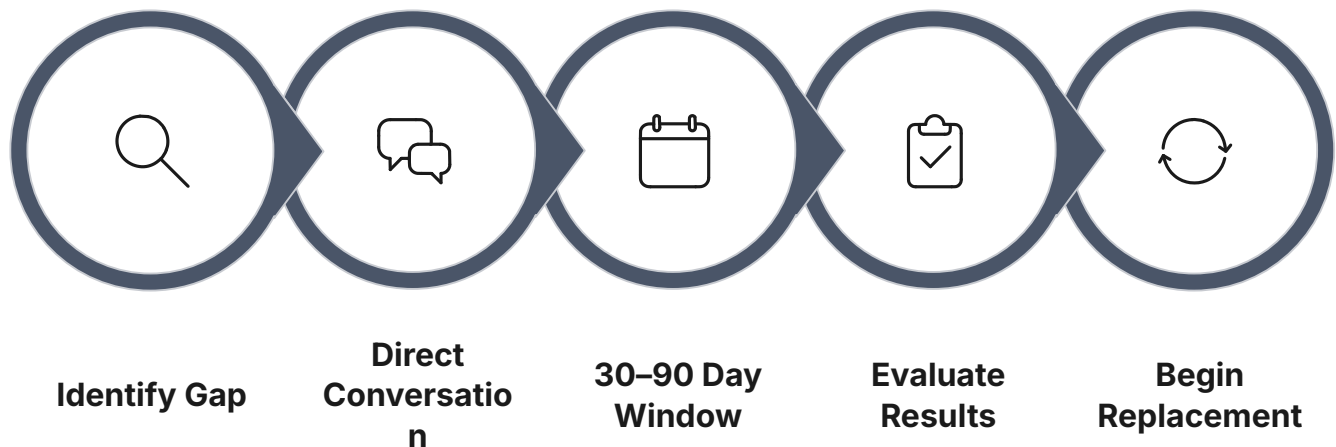 Identify Gap
Direct
Conversatio
n
30–90 Day
Window
Evaluate
Results
Begin
Replacement